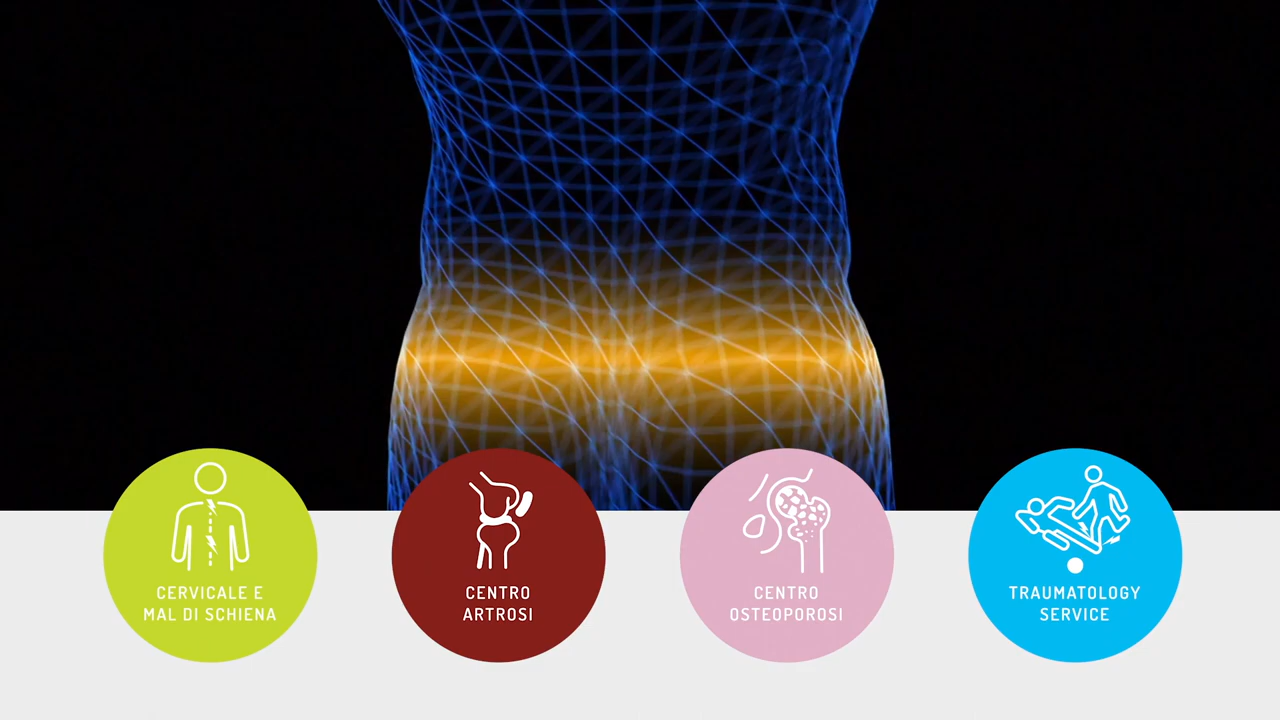 CERVICALE E
MAL DI SCHIENA
CENTRO
ARTROSI
CENTRO
OSTEOPOROSI
TRAUMATOLOGY
SERVICE